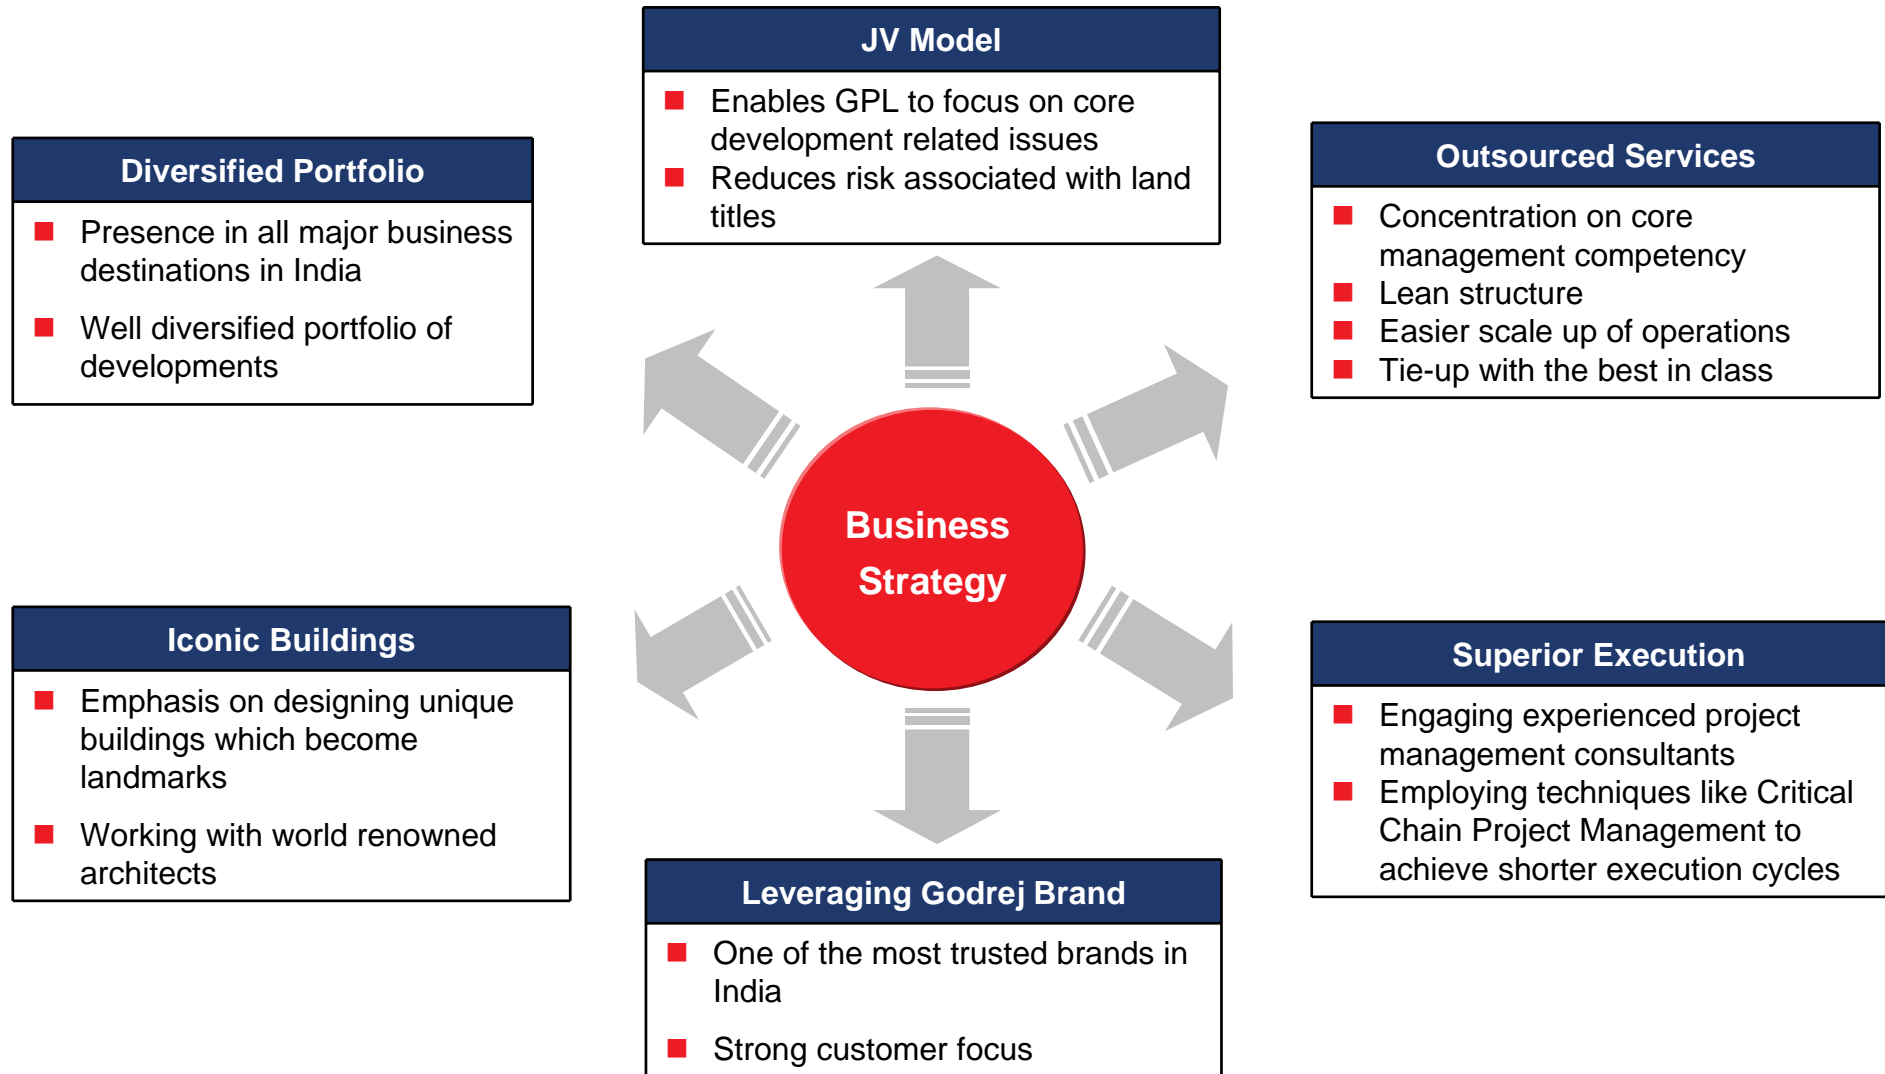 JV Model
Enables GPL to focus on core
development related issues
Reduces risk associated with land
titles
Diversified Portfolio
Presence in all major business
destinations in India
Well diversified portfolio of
developments
Outsourced Services
Concentration on core
management competency
Lean structure
Easier scale up of operations
Tie-up with the best in class
Business
Strategy
Iconic Buildings
Emphasis on designing unique
buildings which become
landmarks
Working with world renowned
architects
Superior Execution
Engaging experienced project
management consultants
Employing techniques like Critical
Chain Project Management to
achieve shorter execution cycles
Leveraging Godrej Brand
One of the most trusted brands in
India
Strong customer focus